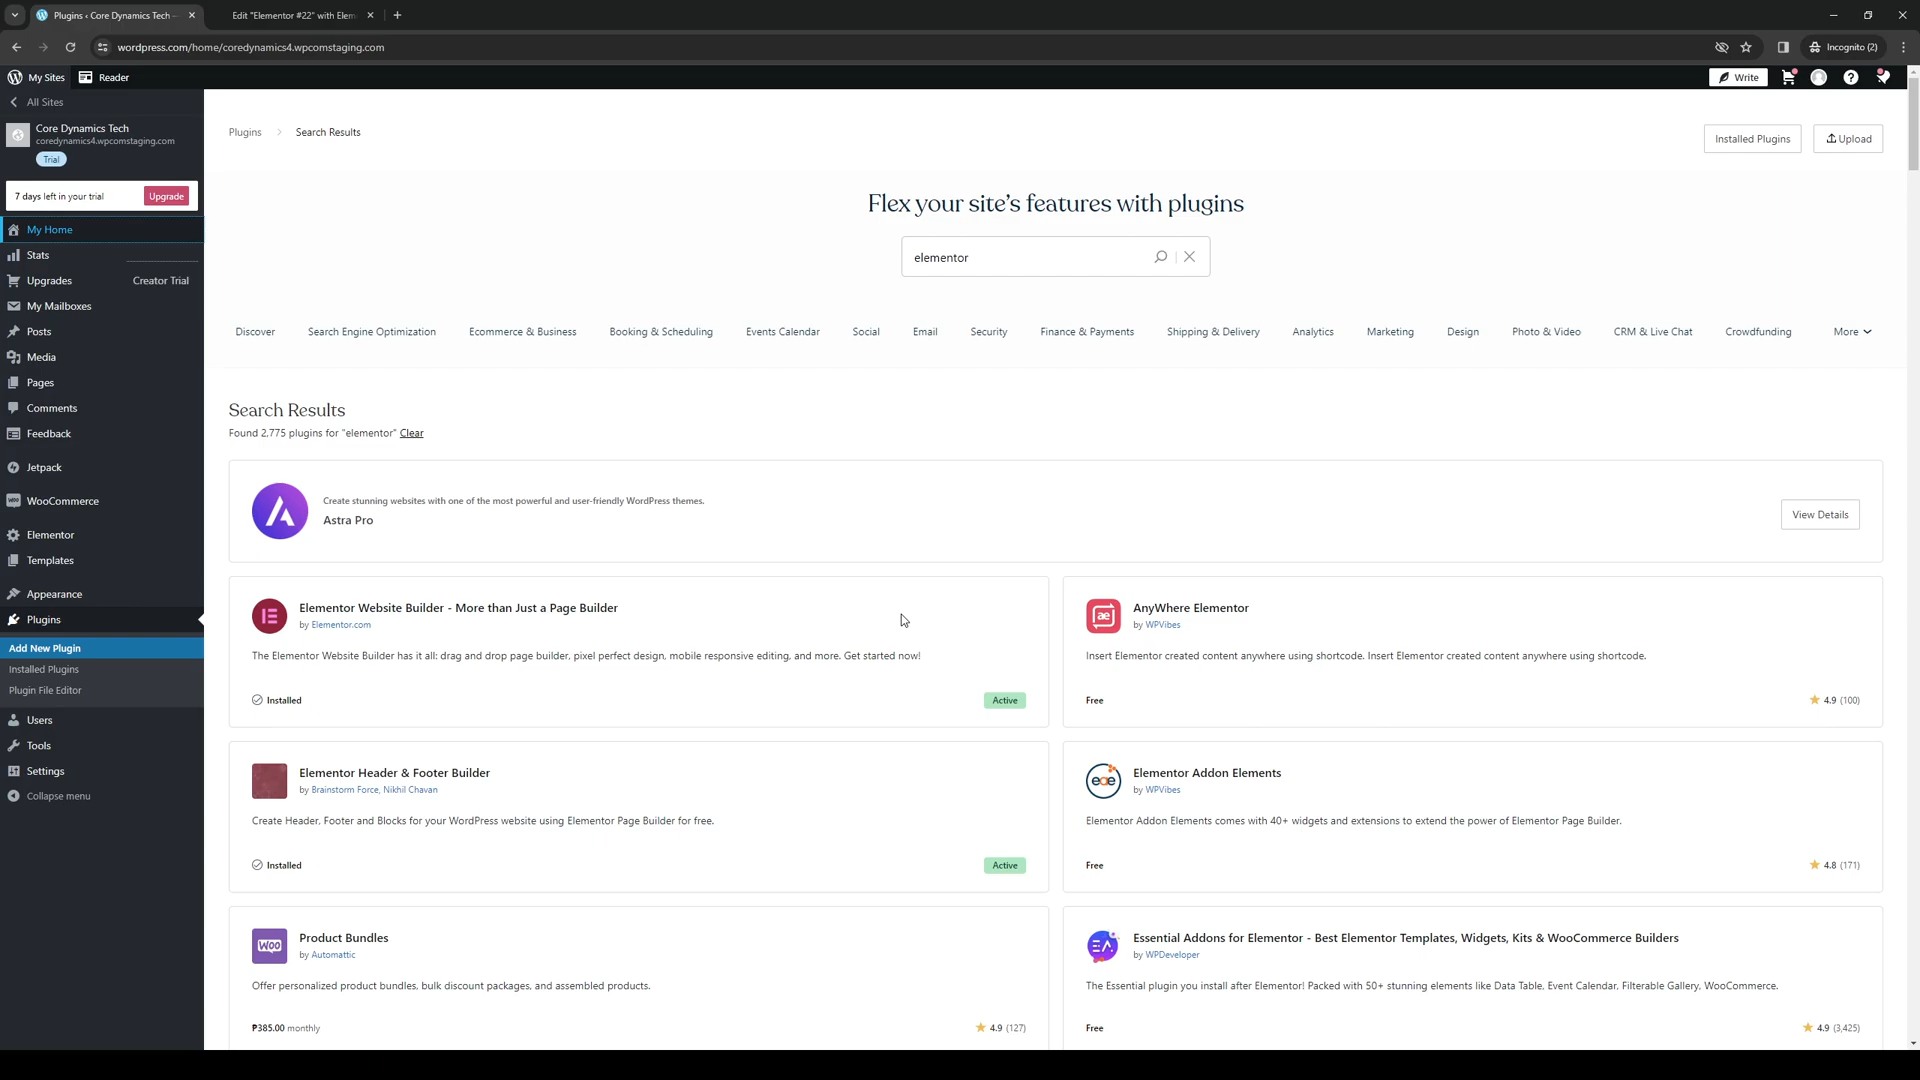 Plugins ‹ Core Dynamics Tech —
Edit "Elementor #22" with Elem
wordpress.com/home/coredynamics4.wpcomstaging.com
Incognito (2)
My Sites
Reader
Write
All Sites
Core Dynamics Tech
coredynamics4.wpcomstaging.com
Trial
7 days left in your trial
Upgrade
My Home
Stats
Upgrades
Creator Trial
My Mailboxes
Posts
Media
Pages
Comments
Feedback
Jetpack
WooCommerce
Elementor
Templates
Appearance
Plugins
Add New Plugin
Installed Plugins
Plugin File Editor
Users
Tools
Settings
Collapse menu
Plugins
Search Results
Installed Plugins
Upload
Flex your site's features with plugins
elementor
Discover
Search Engine Optimization
Ecommerce & Business
Booking & Scheduling
Events Calendar
Social
Email
Security
Finance & Payments
Shipping & Delivery
Analytics
Marketing
Design
Photo & Video
CRM & Live Chat
Crowdfunding
More
Search Results
Found 2,775 plugins for "elementor" Clear
Create stunning websites with one of the most powerful and user-friendly WordPress themes.
Astra Pro
View Details
Elementor Website Builder - More than Just a Page Builder
by Elementor.com
The Elementor Website Builder has it all: drag and drop page builder, pixel perfect design, mobile responsive editing, and more. Get started now!
Installed
Active
AnyWhere Elementor
by WPVibes
Insert Elementor created content anywhere using shortcode. Insert Elementor created content anywhere using shortcode.
Free
4.9 (100)
Elementor Header & Footer Builder
by Brainstorm Force, Nikhil Chavan
Create Header, Footer and Blocks for your WordPress website using Elementor Page Builder for free.
Installed
Active
Elementor Addon Elements
by WPVibes
Elementor Addon Elements comes with 40+ widgets and extensions to extend the power of Elementor Page Builder.
Free
4.8 (171)
Product Bundles
by Automattic
Offer personalized product bundles, bulk discount packages, and assembled products.
₱385.00 monthly
4.9 (127)
Essential Addons for Elementor - Best Elementor Templates, Widgets, Kits & WooCommerce Builders
by WPDeveloper
The Essential plugin you install after Elementor! Packed with 50+ stunning elements like Data Table, Event Calendar, Filterable Gallery, WooCommerce.
Free
4.9 (3,425)